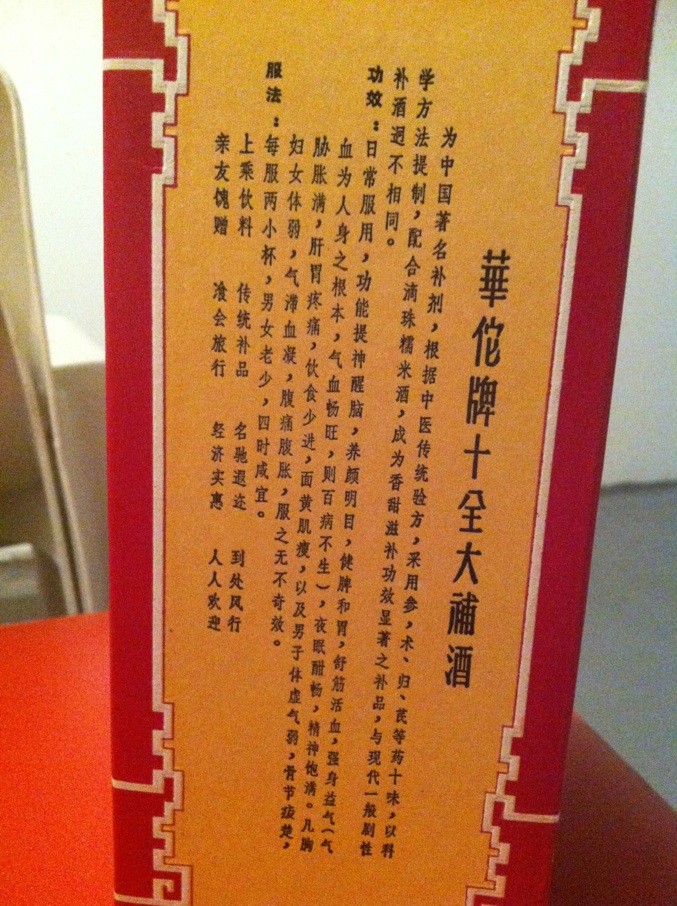 華佗牌十全大補酒
为中国著名补剂，根据中医传统验方，采用参，术、归、芪等药十味，以科
学方法提制，配合滴珠糯米酒，成为香甜滋补功效显著之补品，与现代一般剧性
补酒迥不相同。
功效：日常服用，功能提神醒脑，养颜明目，健脾和胃，舒筋活血，强身益气（气
血为人身之根本，气血畅旺，则百病不生），夜眠酣畅，精神饱满。凡胸
胁胀满，肝胃疼痛，饮食少进，面黄肌瘦，以及男子体虚气弱，骨节痠楚，
妇女体弱，气滞血凝，腹痛腹胀，服之无不奇效。
服法：每服两小杯，男女老少，四时咸宜。
上乘饮料 传统补品 名驰遐迩 到处风行
亲友馈赠 飡会旅行 经济实惠 人人欢迎